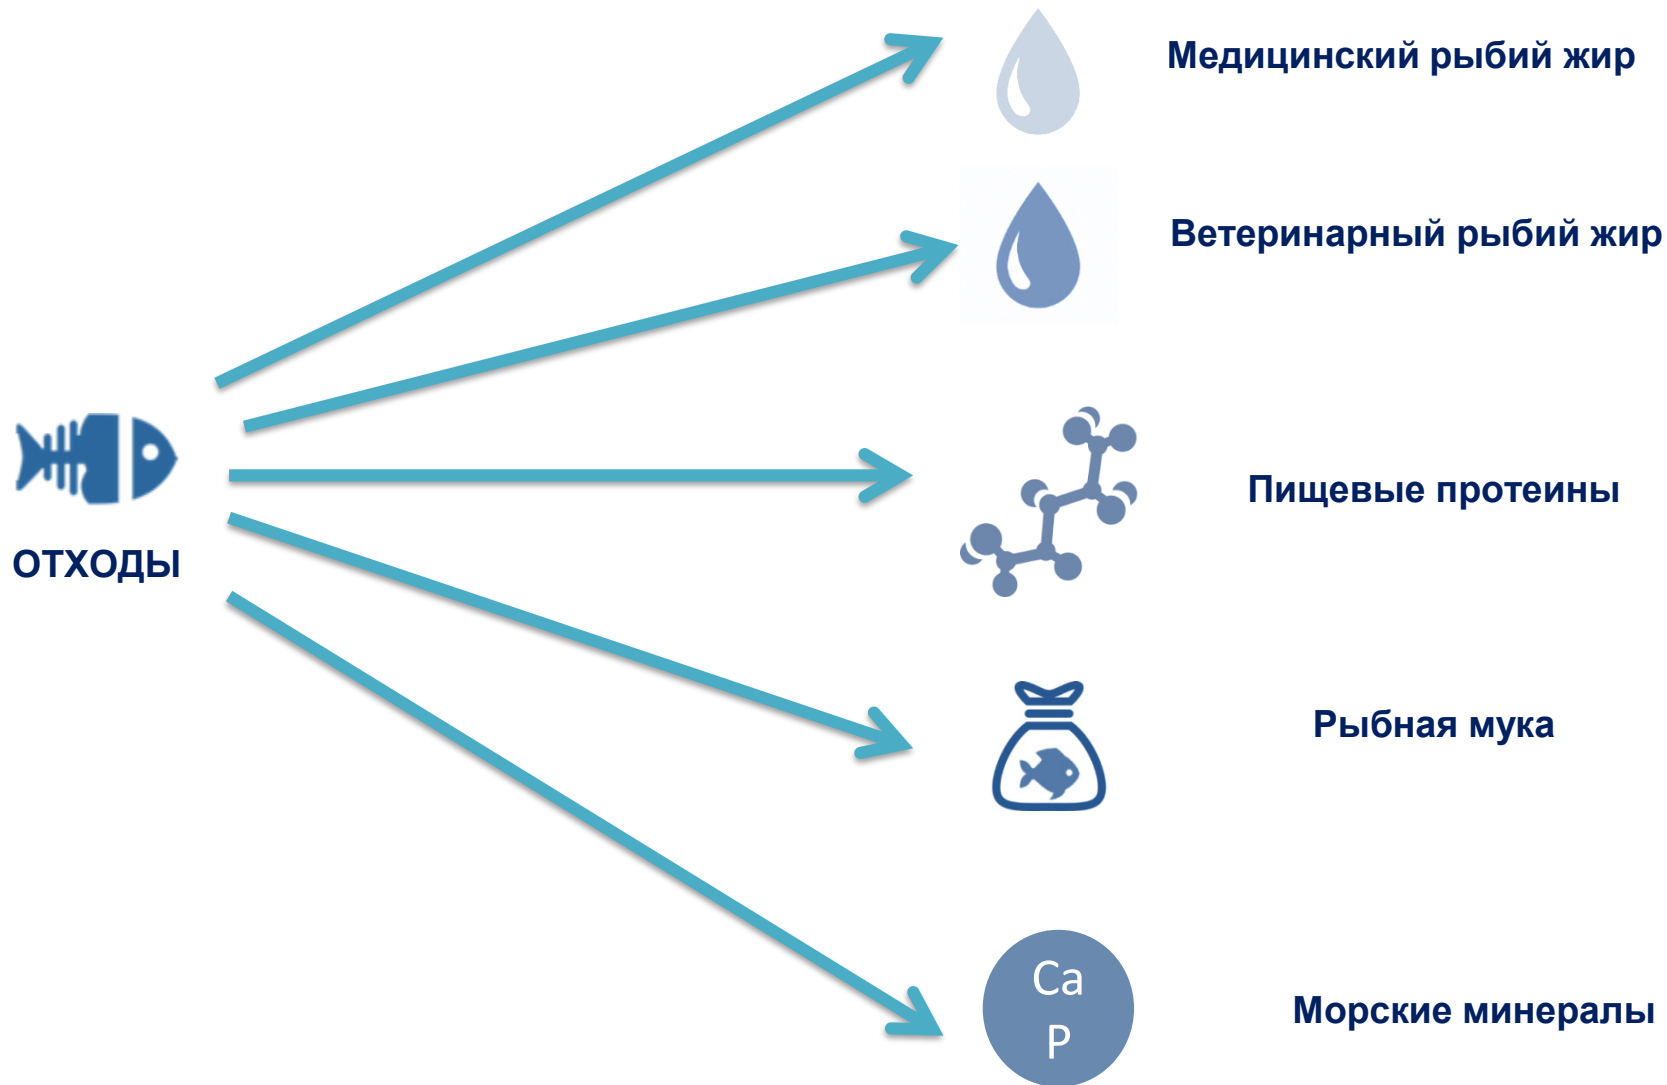 Медицинский рыбий жир
Ветеринарный рыбий жир
Пищевые протеины
ОТХОДЫ
Рыбная мука
Ca
P
Морские минералы